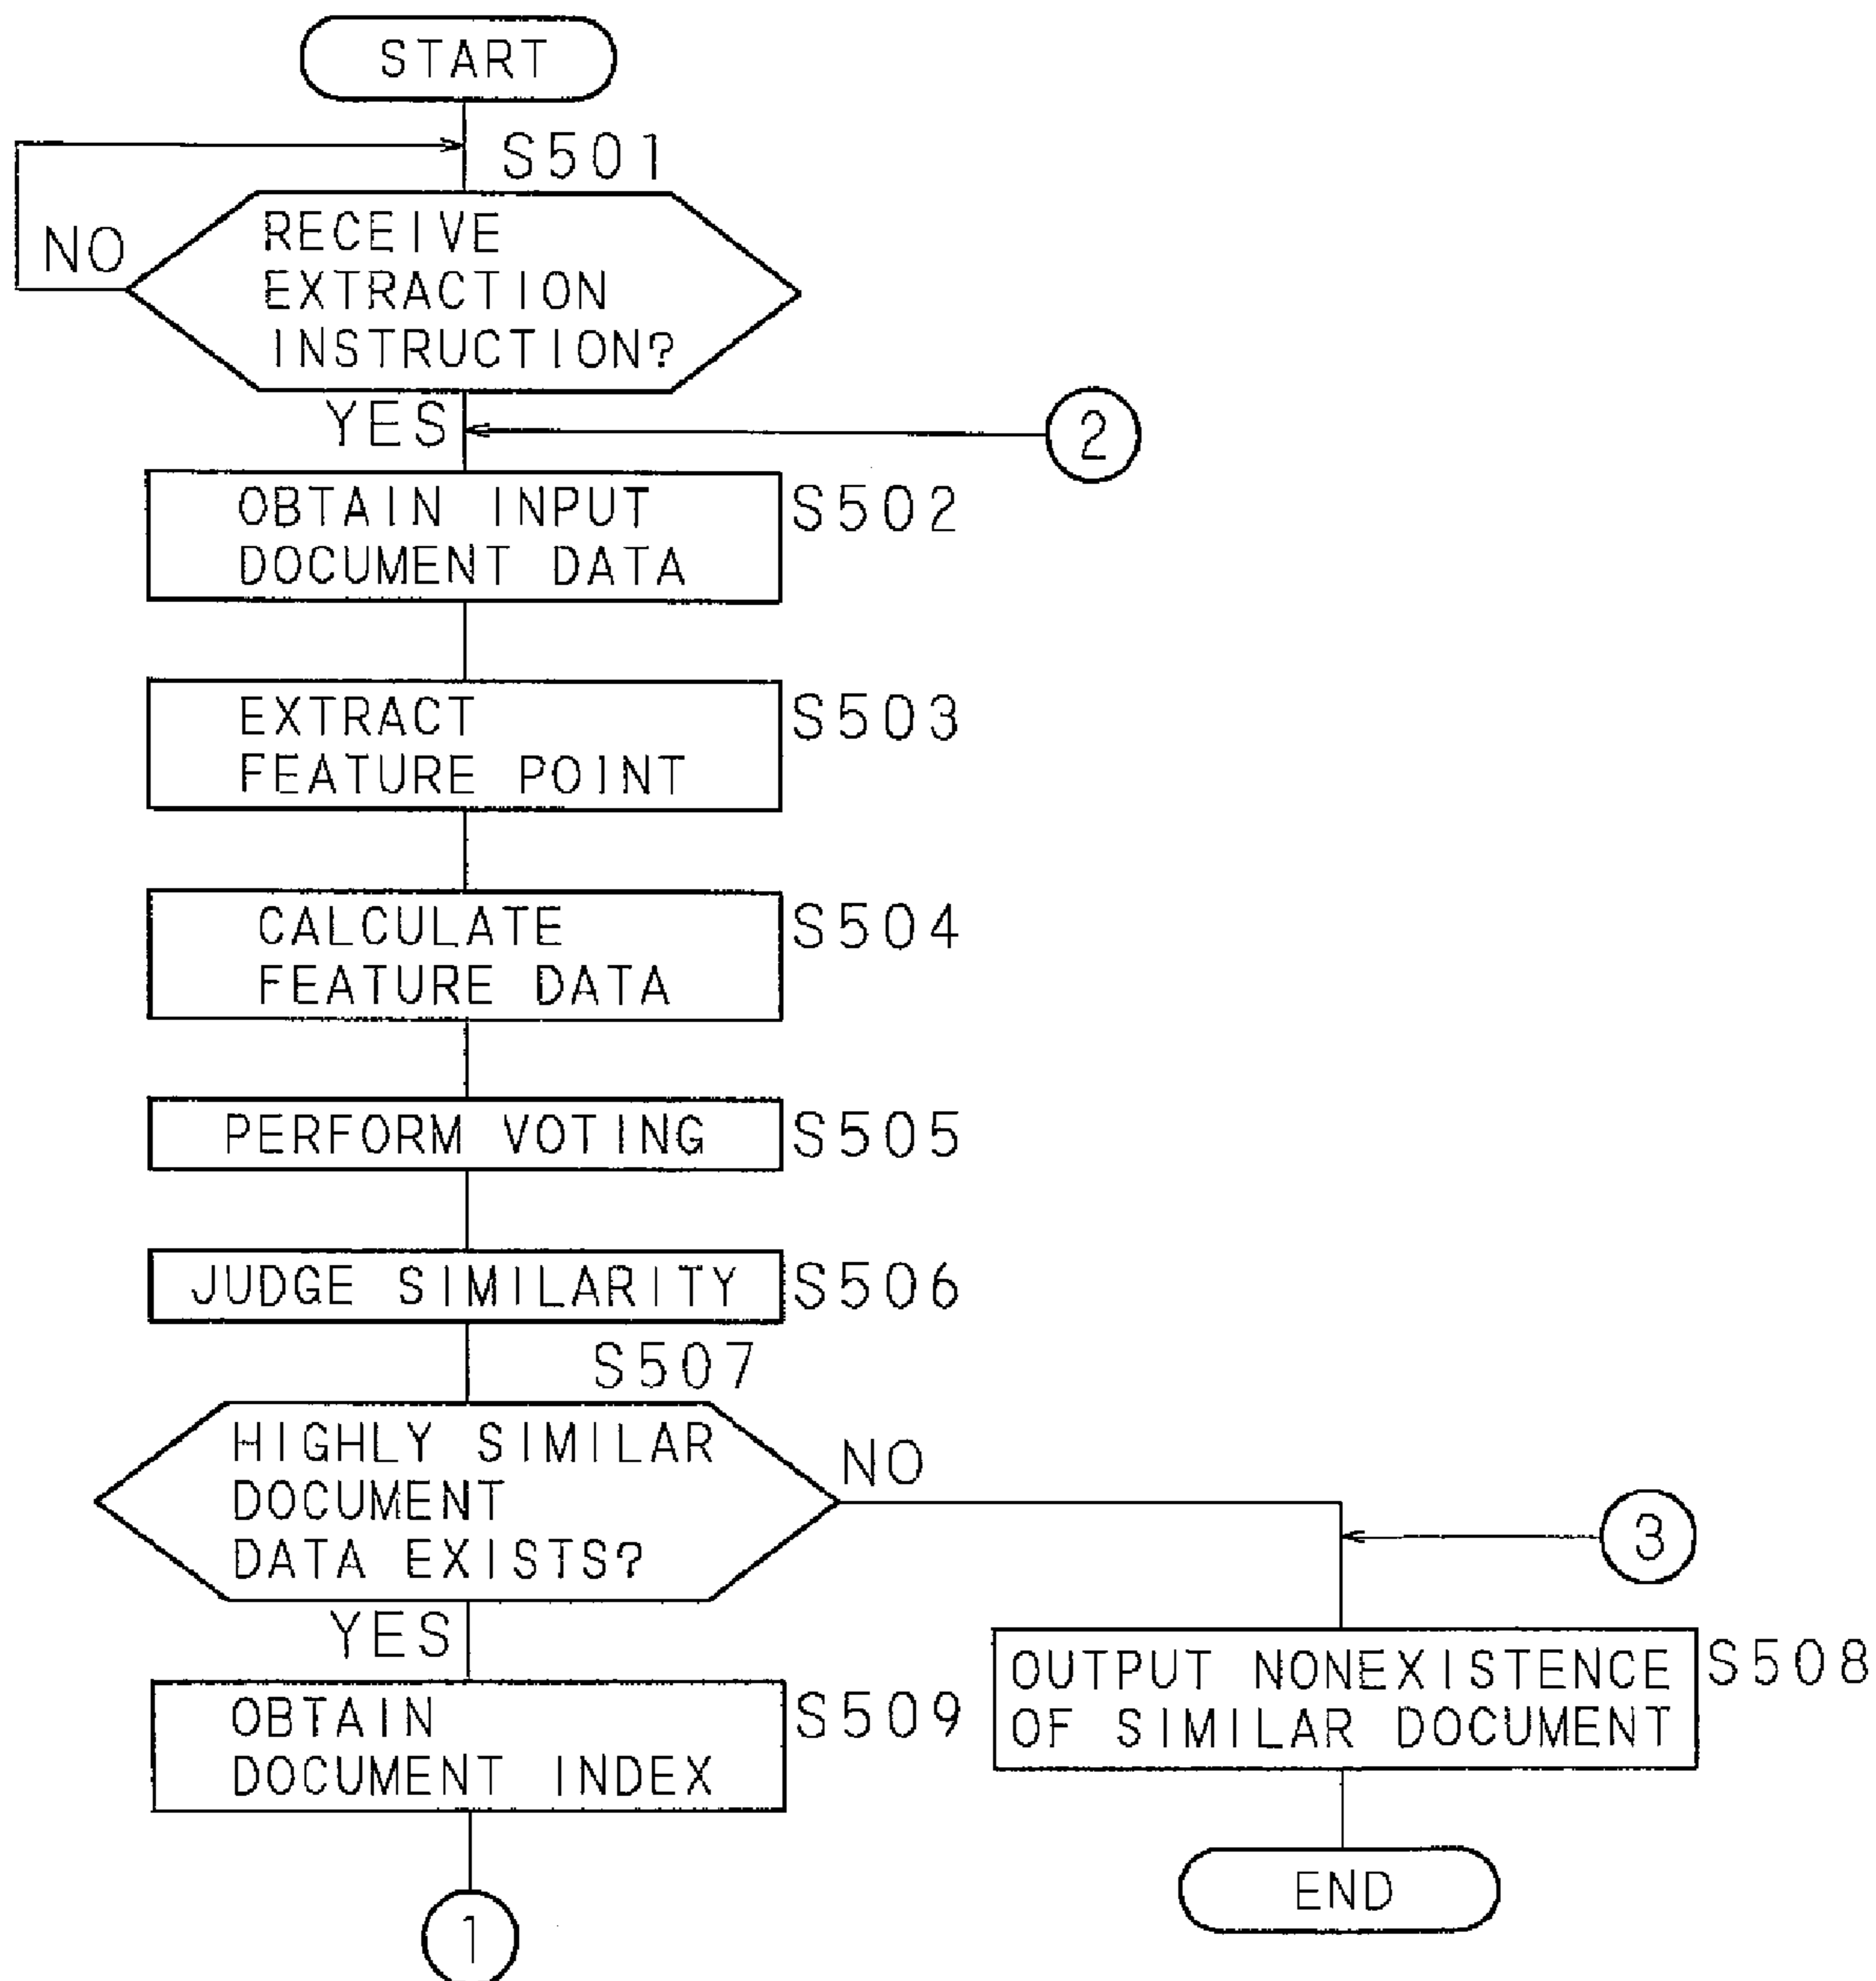 START
S501
NO
RECEIVE
EXTRACTION
INSTRUCTION?
YES
2
OBTAIN INPUT
DOCUMENT DATA
S502
EXTRACT
FEATURE POINT
S503
CALCULATE
FEATURE DATA
S504
PERFORM VOTING
S505
JUDGE SIMILARITY
S506
S507
HIGHLY SIMILAR
DOCUMENT
DATA EXISTS?
NO
3
YES
OUTPUT NONEXISTENCE
OF SIMILAR DOCUMENT
S508
OBTAIN
DOCUMENT INDEX
S509
END
1